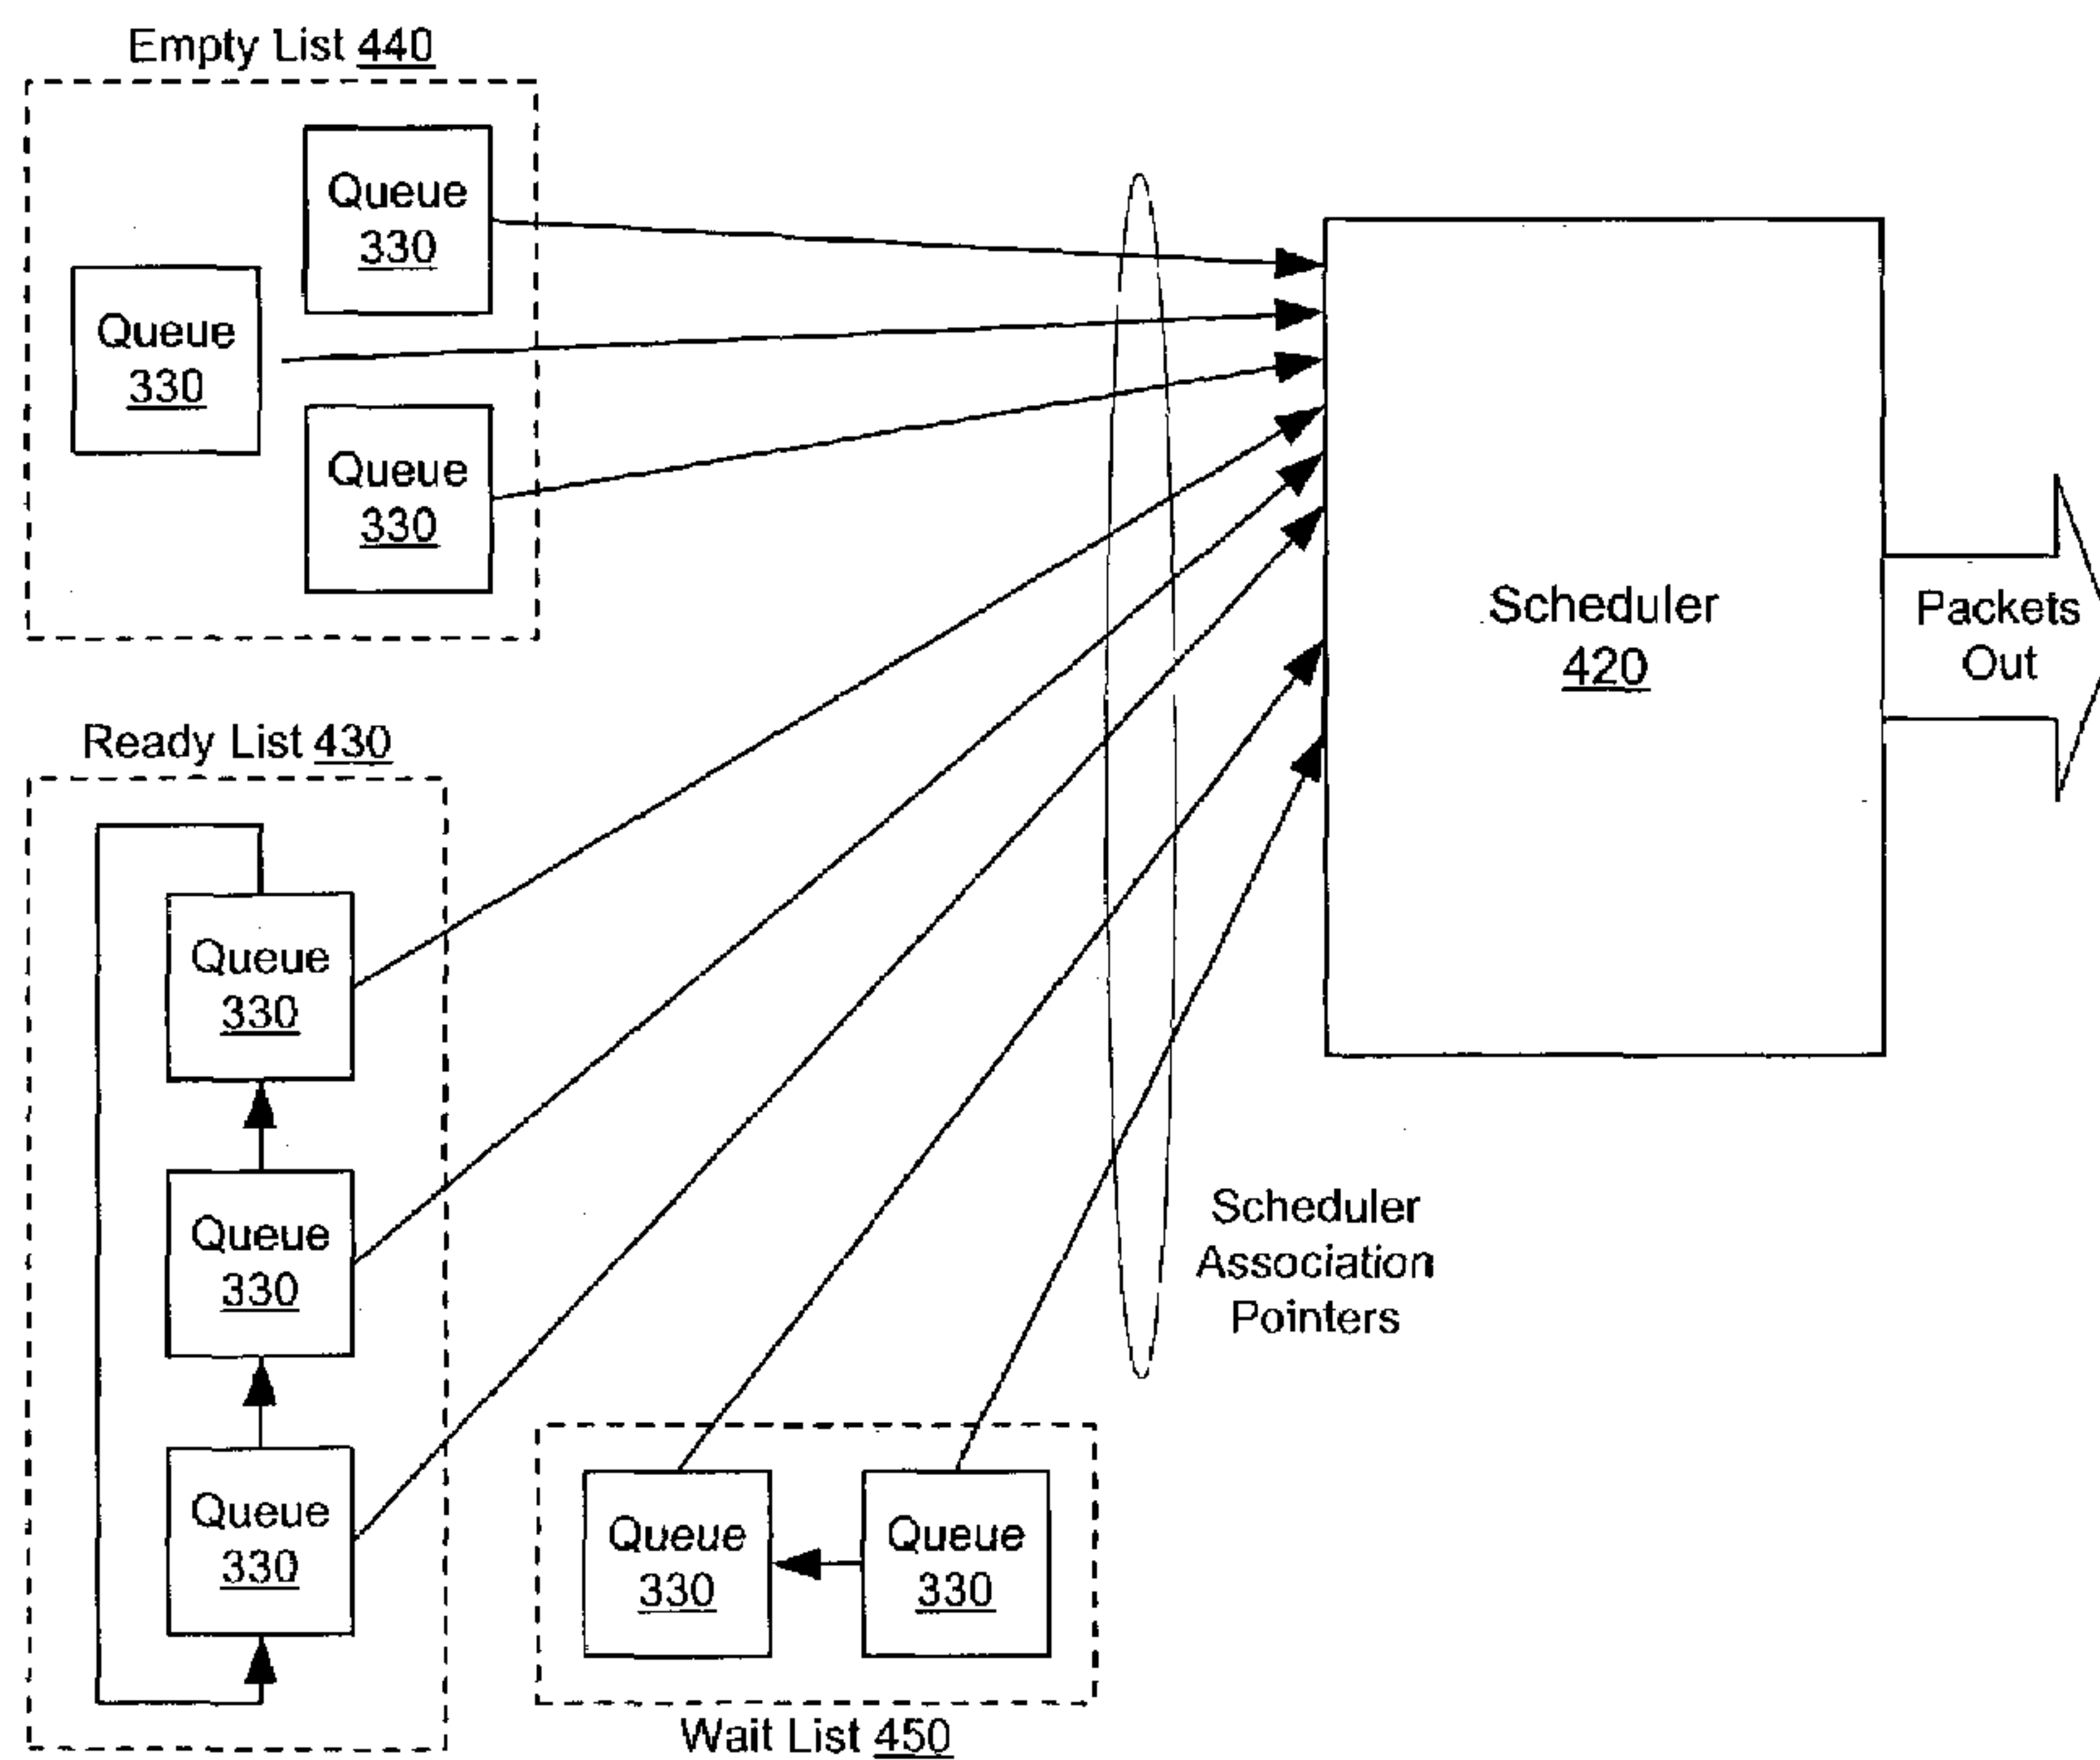 Empty List 440
Queue
330
Queue
330
Queue
330
Scheduler
420
Packets
Out
Ready List 430
Queue
330
Queue
330
Queue
330
Scheduler
Association
Pointers
Queue
330
Queue
330
Wait List 450